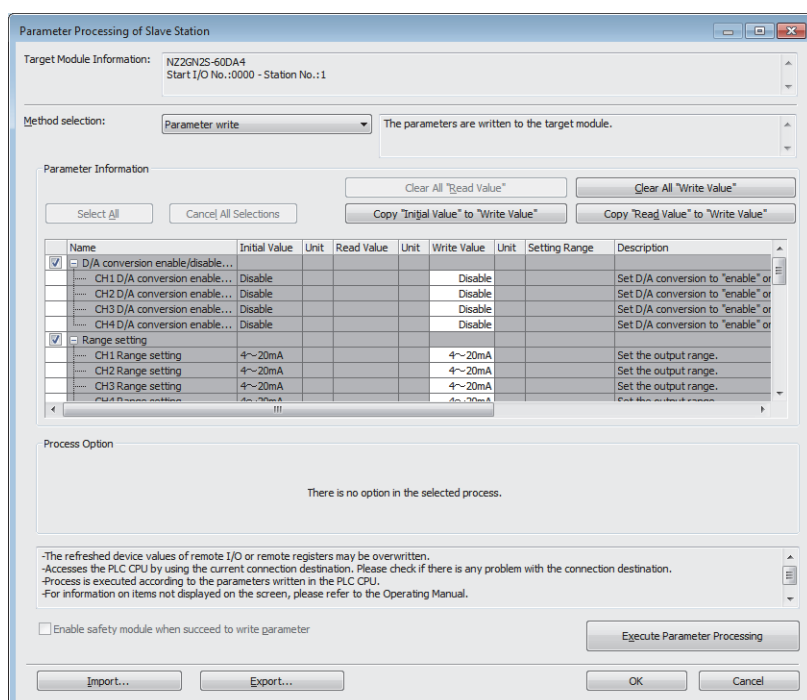 Parameter Processing of Slave Station
Target Module Information:
NZ2GN2S-60DA4
Start I/O No.:0000 - Station No.:1
Method selection:
Parameter write
The parameters are written to the target module.
Parameter Information
Clear All "Read Value"
Clear All "Write Value"
Select All
Cancel All Selections
Copy "Initial Value" to "Write Value"
Copy "Read Value" to "Write Value"
Name Initial Value Unit Read Value Unit Write Value Unit Setting Range Description
D/A conversion enable/disable...
CH1 D/A conversion enable... Disable Disable Set D/A conversion to "enable" or
CH2 D/A conversion enable... Disable Disable Set D/A conversion to "enable" or
CH3 D/A conversion enable... Disable Disable Set D/A conversion to "enable" or
CH4 D/A conversion enable... Disable Disable Set D/A conversion to "enable" or
Range setting
CH1 Range setting 4～20mA 4～20mA Set the output range.
CH2 Range setting 4～20mA 4～20mA Set the output range.
CH3 Range setting 4～20mA 4～20mA Set the output range.
CH4 Range setting 4～20mA 4～20mA Set the output range.
Process Option
There is no option in the selected process.
-The refreshed device values of remote I/O or remote registers may be overwritten.
-Accesses the PLC CPU by using the current connection destination. Please check if there is any problem with the connection destination.
-Process is executed according to the parameters written in the PLC CPU.
-For information on items not displayed on the screen, please refer to the Operating Manual.
Enable safety module when succeed to write parameter
Execute Parameter Processing
Import...
Export...
OK
Cancel